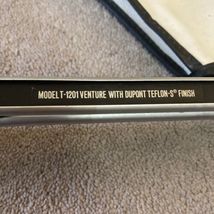 MODEL T-1201 VENTURE WITH DUPONT TEFLON-S® FINISH